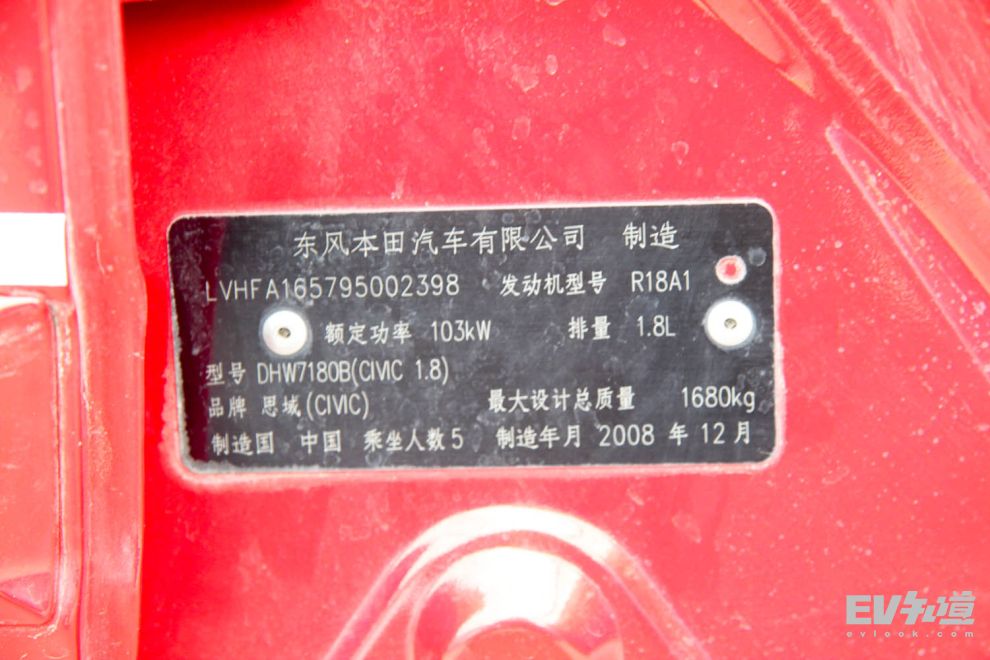 东风本田汽车有限公司 制造
LVHFA165795002398 发动机型号 R18A1
额定功率 103kW 排量 1.8L
型号 DHW7180B(CIVIC 1.8)
品牌 思域(CIVIC) 最大设计总质量 1680kg
制造国 中国 乘坐人数5 制造年月 2008 年 12 月
EV知道
evlook.com